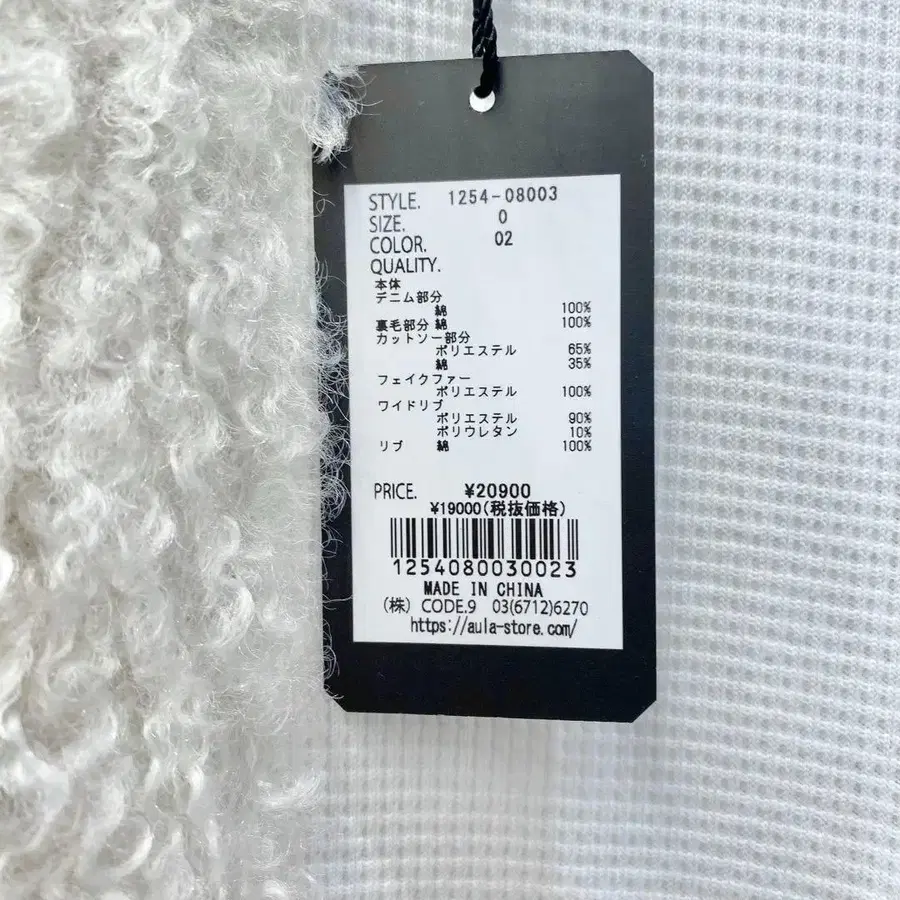 STYLE. 1254-08003
SIZE. 0
COLOR. 02
QUALITY.
本体
デニム部分
綿 100%
裏毛部分 綿 100%
カットソー部分
ポリエステル 65%
綿 35%
フェイクファー
ポリエステル 100%
ワイドリブ
ポリエステル 90%
ポリウレタン 10%
リブ 綿 100%
PRICE. ¥20900
¥19000(税抜価格)
1254080030023
MADE IN CHINA
(株) CODE.9 03(6712)6270
https://aula-store.com/